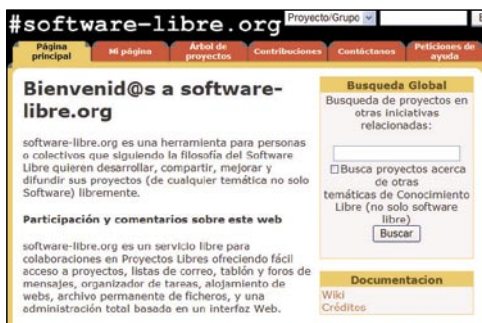 #software-libre.org
Proyecto/Grupo
Página principal
Mi página
Árbol de proyectos
Contribuciones
Contáctanos
Peticiones de ayuda
Bienvenid@s a software-
libre.org
software-libre.org es una herramienta para personas
o colectivos que siguiendo la filosofía del Software
Libre quieren desarrollar, compartir, mejorar y
difundir sus proyectos (de cualquier temática no solo
Software) libremente.
Participación y comentarios sobre este web
software-libre.org es un servicio libre para
colaboraciones en Proyectos Libres ofreciendo fácil
acceso a proyectos, listas de correo, tablón y foros de
mensajes, organizador de tareas, alojamiento de
webs, archivo permanente de ficheros, y una
administración total basado en un interfaz Web.
Busqueda Global
Busqueda de proyectos en
otras iniciativas
relacionadas:
Busca proyectos acerca
de otras
temáticas de Conocimiento
Libre (no solo software
libre)
Buscar
Documentacion
Wiki
Créditos